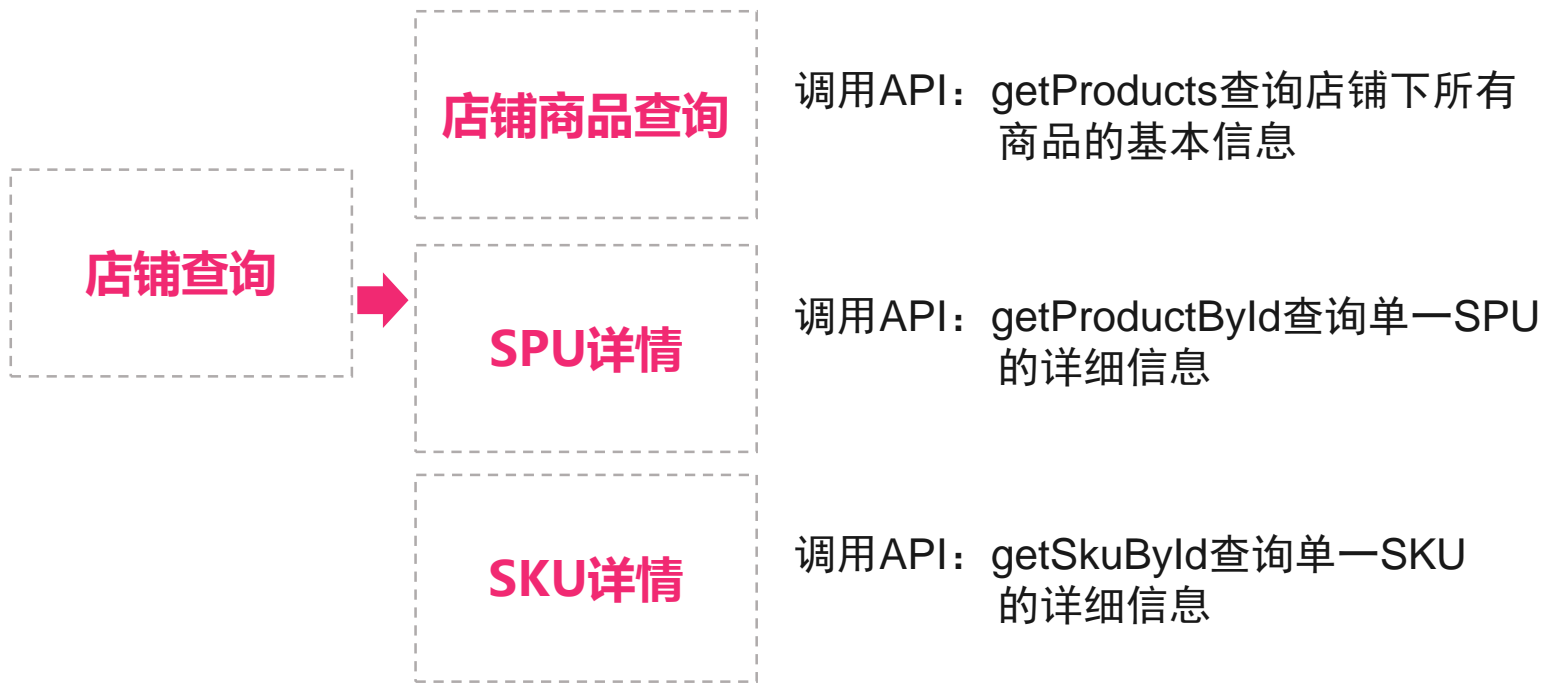 店铺商品查询
调用API：getProducts查询店铺下所有
商品的基本信息
店铺查询
SPU详情
调用API：getProductById查询单一SPU
的详细信息
SKU详情
调用API：getSkuById查询单一SKU
的详细信息